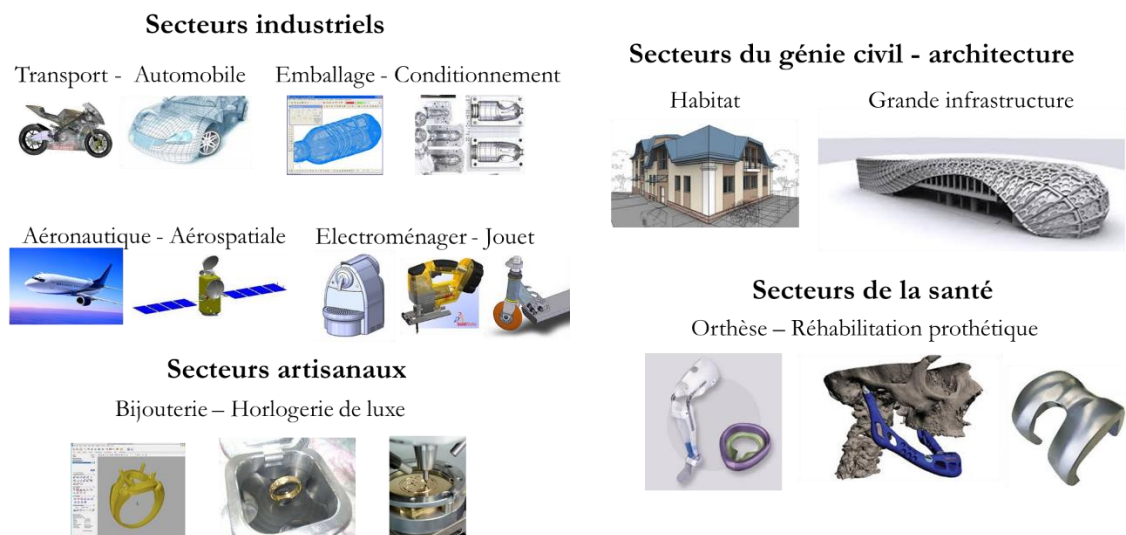 Secteurs industriels
Transport - Automobile
Emballage - Conditionnement
Aéronautique - Aérospatiale
Electroménager - Jouet
Secteurs artisanaux
Bijouterie – Horlogerie de luxe
Secteurs du génie civil - architecture
Habitat
Grande infrastructure
Secteurs de la santé
Orthèse – Réhabilitation prothétique